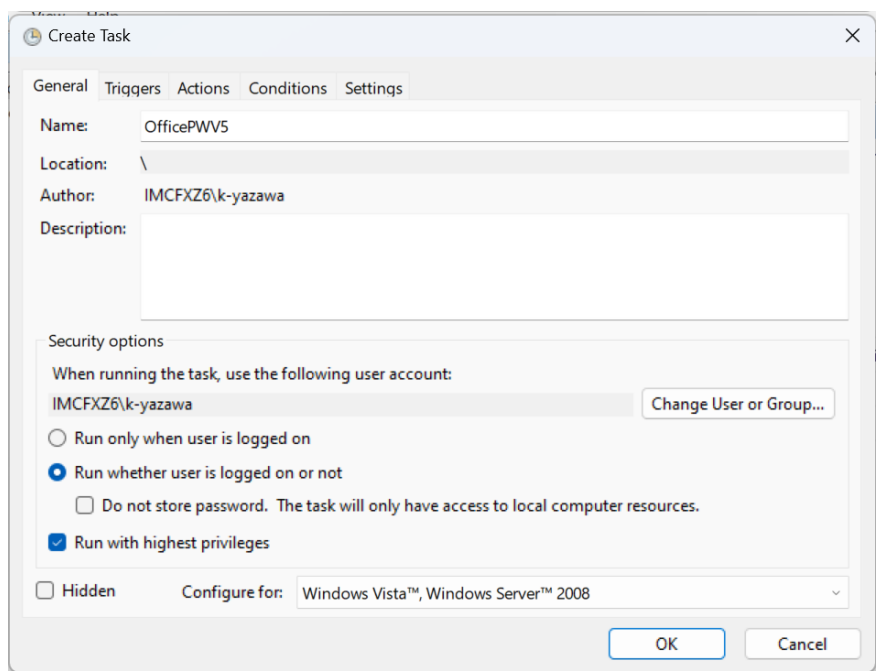 Create Task
General Triggers Actions Conditions Settings
Name: OfficePWV5
Location: \
Author: IMCFXZ6\k-yazawa
Description:
Security options
When running the task, use the following user account:
IMCFXZ6\k-yazawa Change User or Group...
Run only when user is logged on
Run whether user is logged on or not
Do not store password. The task will only have access to local computer resources.
Run with highest privileges
Hidden Configure for: Windows Vista™, Windows Server™ 2008
OK Cancel